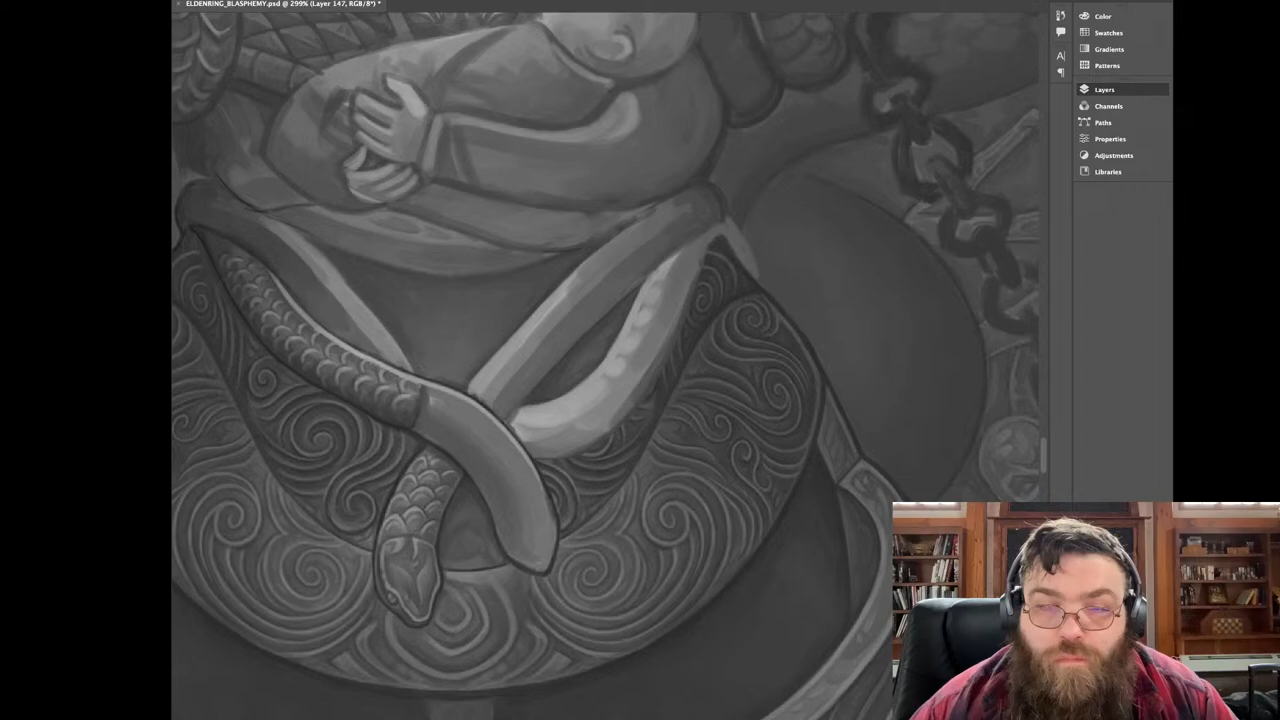 ELDENRING_BLASPHEMY.psd @ 299% (Layer 147, RGB/8*) *
Color
Swatches
Gradients
Patterns
Layers
Channels
Paths
Properties
Adjustments
Libraries